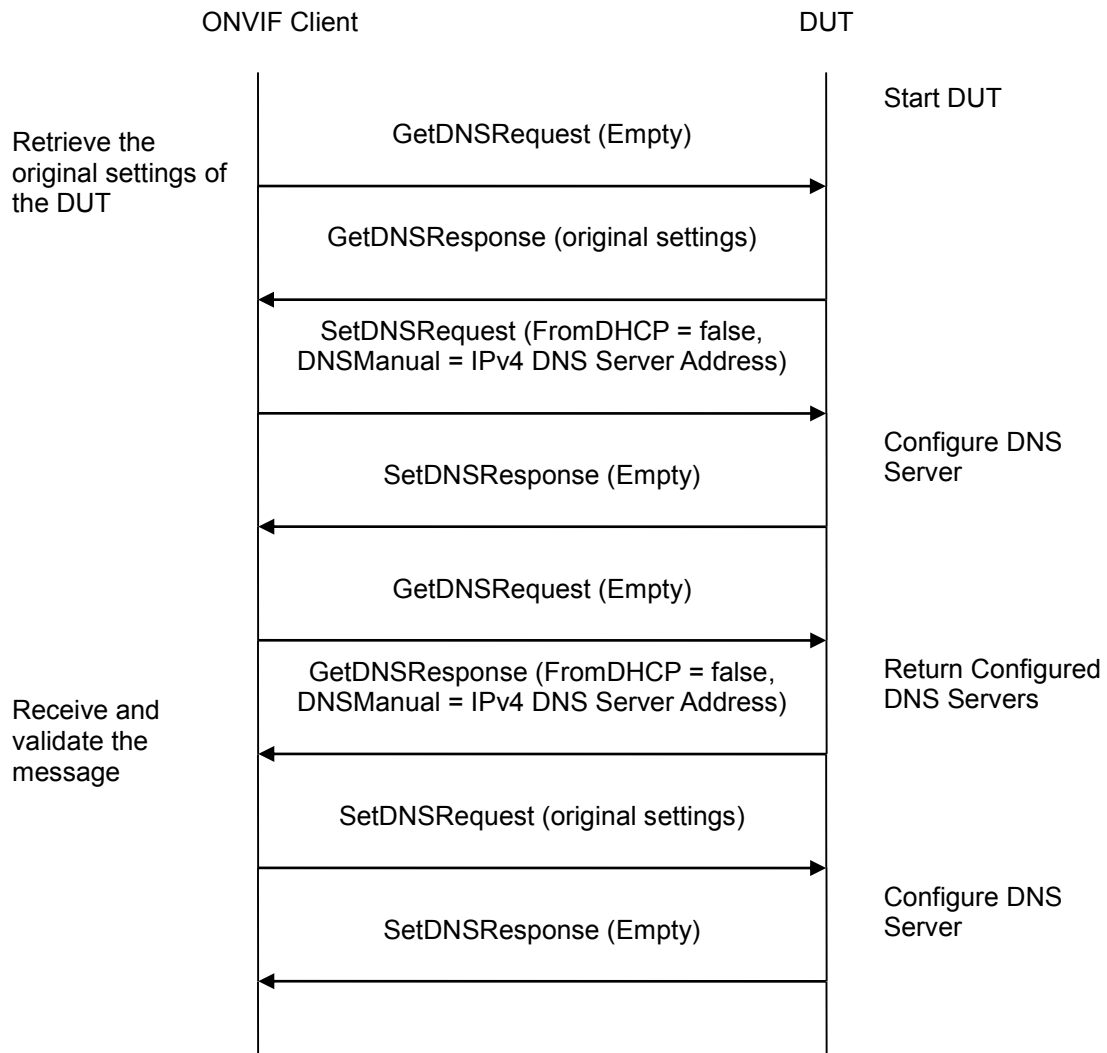 ONVIF Client
DUT
Start DUT
GetDNSRequest (Empty)
Retrieve the
original settings of
the DUT
GetDNSResponse (original settings)
SetDNSRequest (FromDHCP = false,
DNSManual = IPv4 DNS Server Address)
Configure DNS
Server
SetDNSResponse (Empty)
GetDNSRequest (Empty)
GetDNSResponse (FromDHCP = false,
DNSManual = IPv4 DNS Server Address)
Return Configured
DNS Servers
Receive and
validate the
message
SetDNSRequest (original settings)
Configure DNS
Server
SetDNSResponse (Empty)